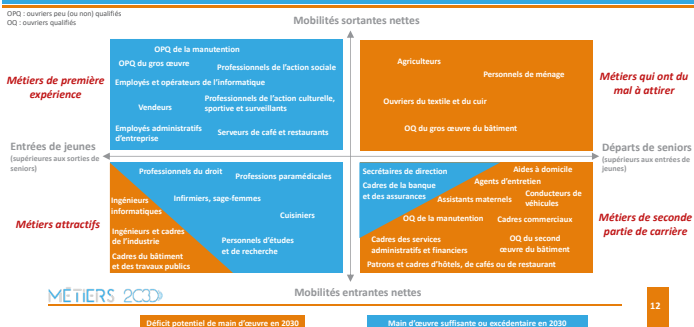 OPQ : ouvriers peu (ou non) qualifiés
OQ : ouvriers qualifiés
Mobilités sortantes nettes
Métiers de première
expérience
OPQ de la manutention
OPQ du gros œuvre
Professionnels de l'action sociale
Employés et opérateurs de l'informatique
Vendeurs
Professionnels de l'action culturelle,
sportive et surveillants
Employés administratifs
d'entreprise
Serveurs de café et restaurants
Agriculteurs
Personnels de ménage
Ouvriers du textile et du cuir
OQ du gros œuvre du bâtiment
Métiers qui ont du
mal à attirer
Entrées de jeunes
(supérieures aux sorties de
seniors)
Départs de seniors
(supérieurs aux entrées de
jeunes)
Métiers attractifs
Professionnels du droit
Professions paramédicales
Infirmiers, sage-femmes
Ingénieurs
informatiques
Cuisiniers
Ingénieurs et cadres
de l'industrie
Personnels d'études
et de recherche
Cadres du bâtiment
et des travaux publics
Secrétaires de direction
Aides à domicile
Cadres de la banque
et des assurances
Agents d'entretien
Assistants maternels
Conducteurs de
véhicules
OQ de la manutention
Cadres commerciaux
Cadres des services
administratifs et financiers
OQ du second
œuvre du bâtiment
Patrons et cadres d'hôtels, de cafés ou de restaurant
Métiers de seconde
partie de carrière
Mobilités entrantes nettes
MÉTIERS 2030
12
Déficit potentiel de main d'œuvre en 2030
Main d'œuvre suffisante ou excédentaire en 2030